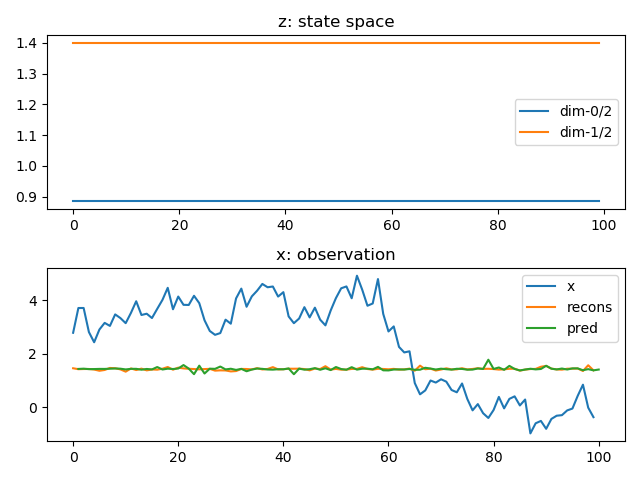 z: state space
1.4
1.3
1.2
1.1
1.0
0.9
dim-0/2
dim-1/2
0 20 40 60 80 100
x: observation
4
2
0
x
recons
pred
0 20 40 60 80 100